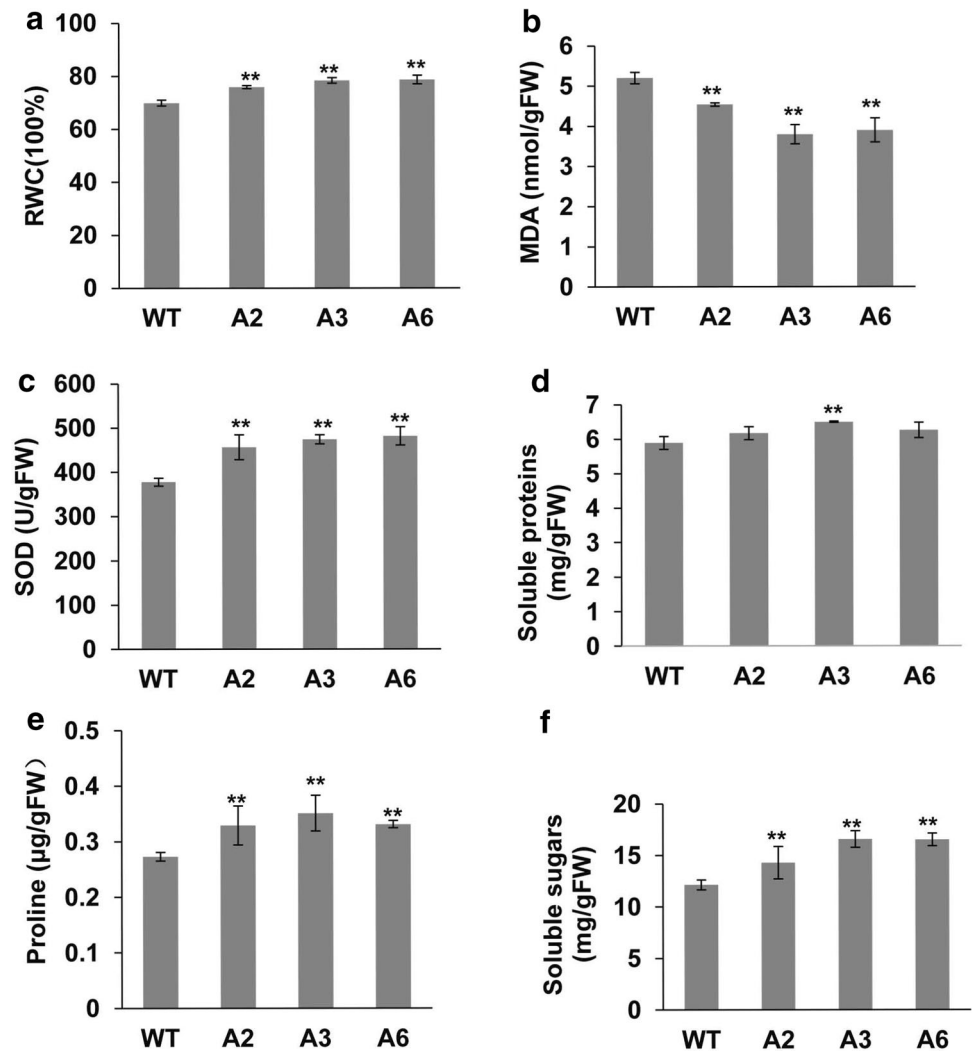 a
100
80
60
40
20
0
RWC(100%)
** ** **
WT A2 A3 A6
b
6
5
4
3
2
1
0
MDA (nmol/gFW)
** ** **
WT A2 A3 A6
c
600
500
400
300
200
100
0
SOD (U/gFW)
** ** **
WT A2 A3 A6
d
7
6
5
4
3
2
1
0
Soluble proteins
(mg/gFW)
**
WT A2 A3 A6
e
0.5
0.4
0.3
0.2
0.1
0
Proline (μg/gFW）
** ** **
WT A2 A3 A6
f
20
15
10
5
0
Soluble sugars
(mg/gFW)
** ** **
WT A2 A3 A6